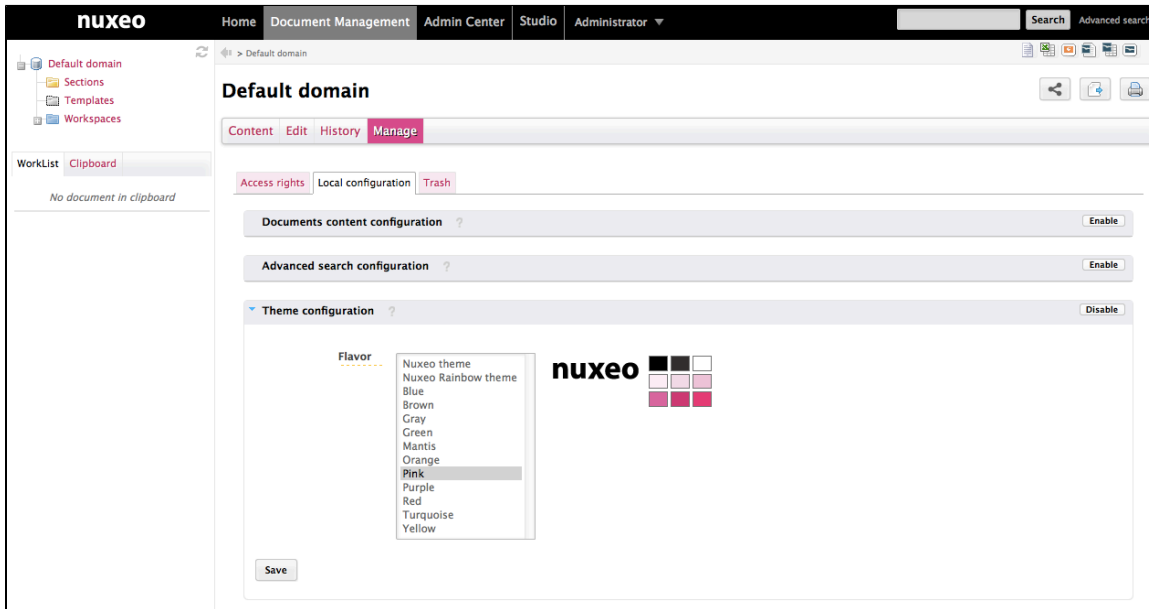 nuxeo Home Document Management Admin Center Studio Administrator Search Advanced search
Default domain
Sections
Templates
Workspaces
WorkList Clipboard
No document in clipboard
> Default domain
Default domain
Content Edit History Manage
Access rights Local configuration Trash
Documents content configuration ? Enable
Advanced search configuration ? Enable
Theme configuration ? Disable
Flavor
Nuxeo theme
Nuxeo Rainbow theme
Blue
Brown
Gray
Green
Mantis
Orange
Pink
Purple
Red
Turquoise
Yellow
nuxeo
Save